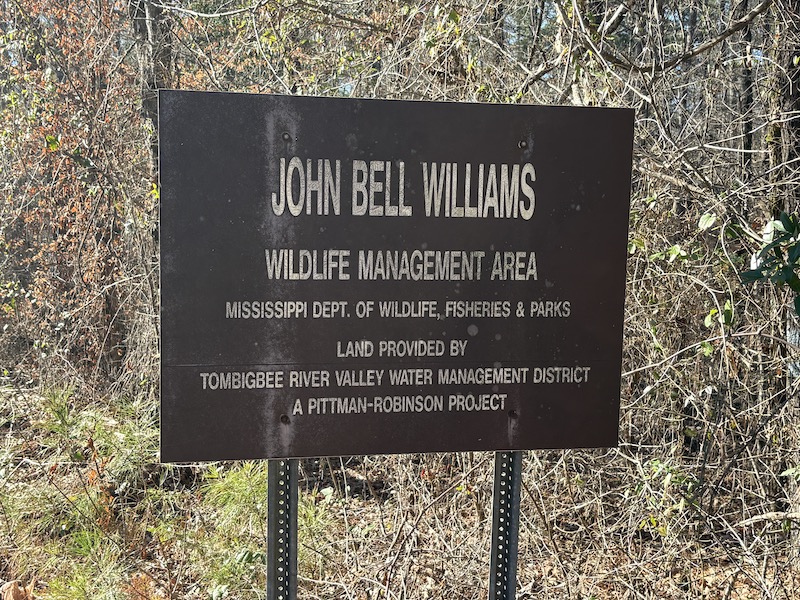 JOHN BELL WILLIAMS
WILDLIFE MANAGEMENT AREA
MISSISSIPPI DEPT. OF WILDLIFE, FISHERIES & PARKS
LAND PROVIDED BY
TOMBIGBEE RIVER VALLEY WATER MANAGEMENT DISTRICT
A PITTMAN-ROBINSON PROJECT